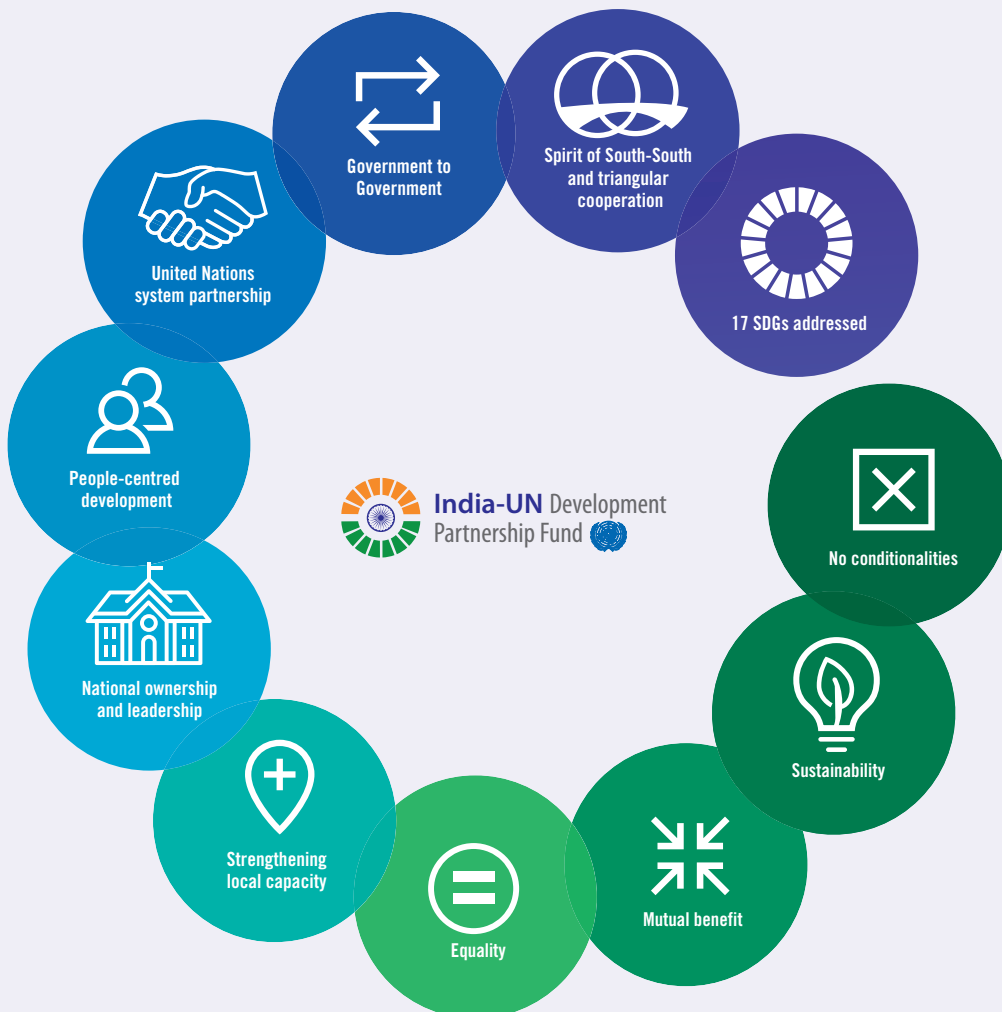 Government to
Government
Spirit of South-South
and triangular
cooperation
United Nations
system partnership
17 SDGs addressed
People-centred
development
India-UN Development
Partnership Fund
No conditionalities
National ownership
and leadership
Sustainability
Strengthening
local capacity
Mutual benefit
Equality